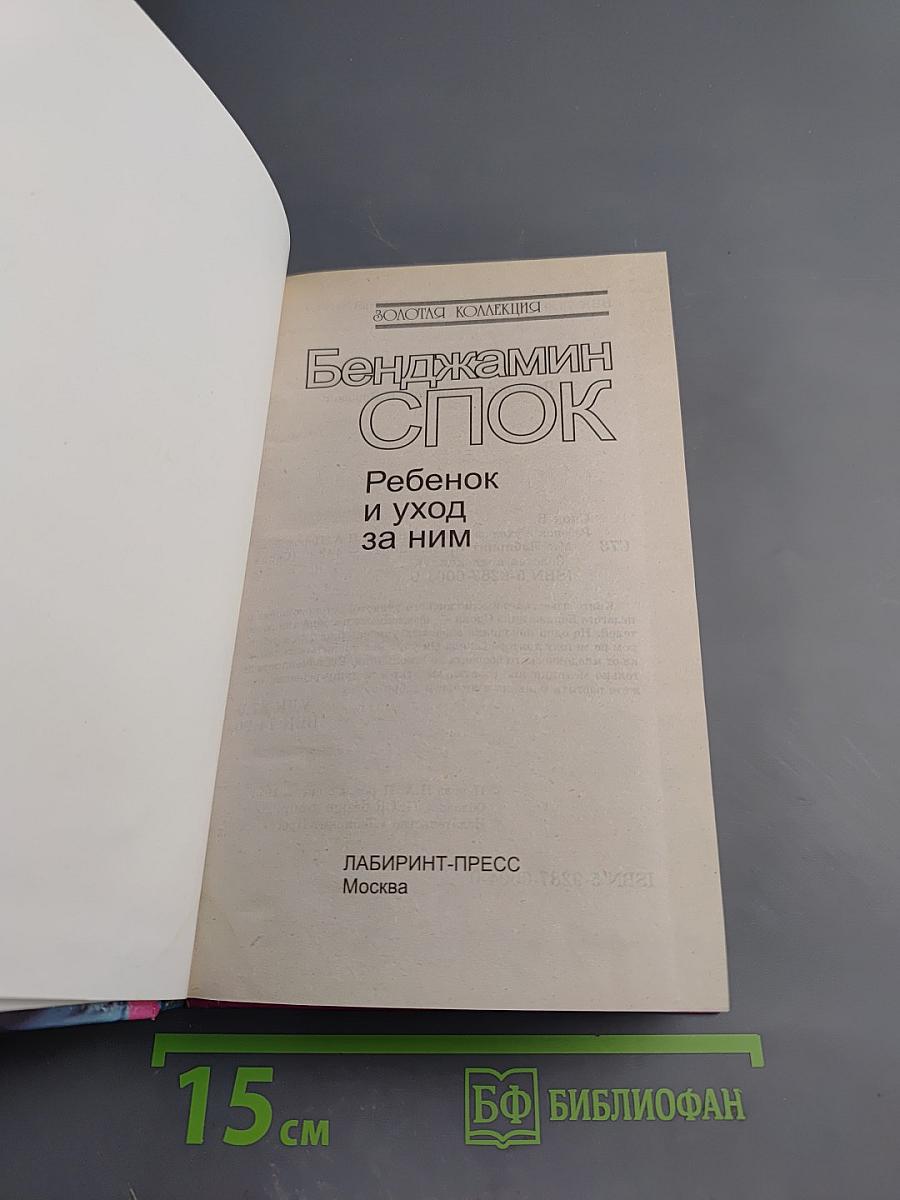 ЗОЛОТАЯ КОЛЛЕКЦИЯ
Бенджамин
СПОК
Ребенок
и уход
за ним
ЛАБИРИНТ-ПРЕСС
Москва
15 см
БФ БИБЛИОФАН